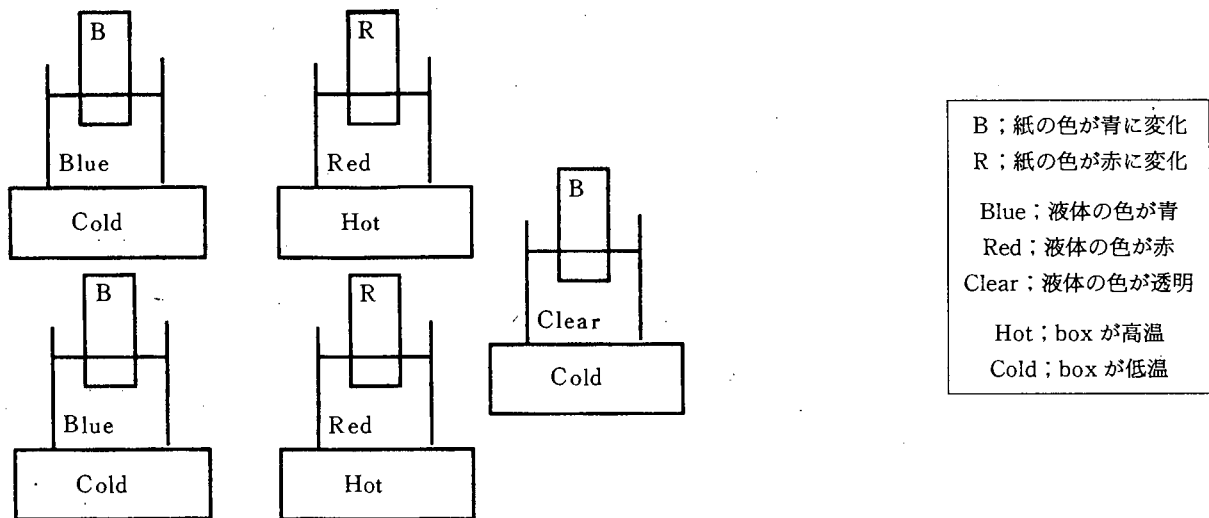 B
Blue
Cold
R
Red
Hot
B
Blue
Cold
R
Red
Hot
B
Clear
Cold
B；紙の色が青に変化
R；紙の色が赤に変化
Blue；液体の色が青
Red；液体の色が赤
Clear；液体の色が透明
Hot；box が高温
Cold；box が低温